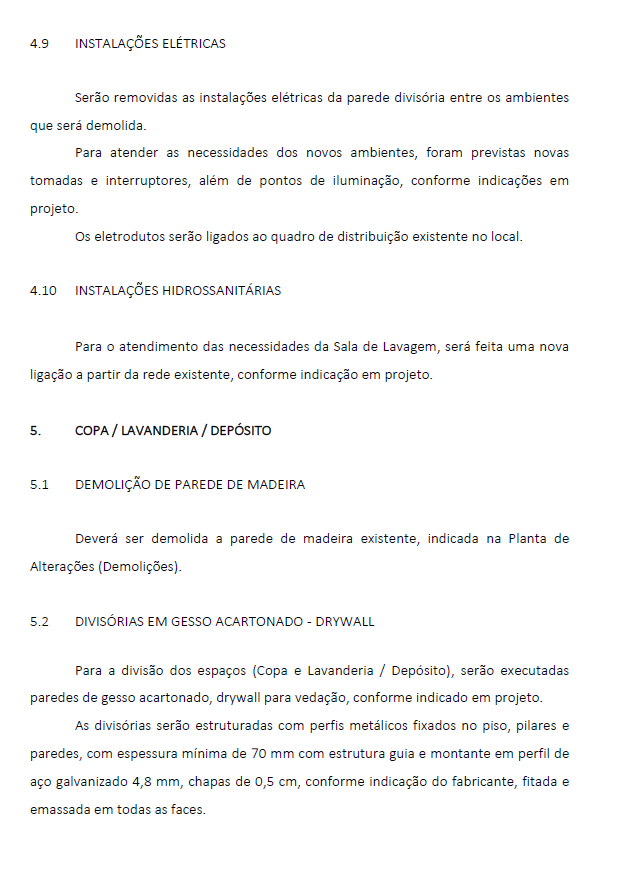 4.9 INSTALAÇÕES ELÉTRICAS
Serão removidas as instalações elétricas da parede divisória entre os ambientes
que será demolida.
Para atender as necessidades dos novos ambientes, foram previstas novas
tomadas e interruptores, além de pontos de iluminação, conforme indicações em
projeto.
Os eletrodutos serão ligados ao quadro de distribuição existente no local.
4.10 INSTALAÇÕES HIDROSSANITÁRIAS
Para o atendimento das necessidades da Sala de Lavagem, será feita uma nova
ligação a partir da rede existente, conforme indicação em projeto.
5. COPA / LAVANDERIA / DEPÓSITO
5.1 DEMOLIÇÃO DE PAREDE DE MADEIRA
Deverá ser demolida a parede de madeira existente, indicada na Planta de
Alterações (Demolições).
5.2 DIVISÓRIAS EM GESSO ACARTONADO - DRYWALL
Para a divisão dos espaços (Copa e Lavanderia / Depósito), serão executadas
paredes de gesso acartonado, drywall para vedação, conforme indicado em projeto.
As divisórias serão estruturadas com perfis metálicos fixados no piso, pilares e
paredes, com espessura mínima de 70 mm com estrutura guia e montante em perfil de
aço galvanizado 4,8 mm, chapas de 0,5 cm, conforme indicação do fabricante, fitada e
emassada em todas as faces.